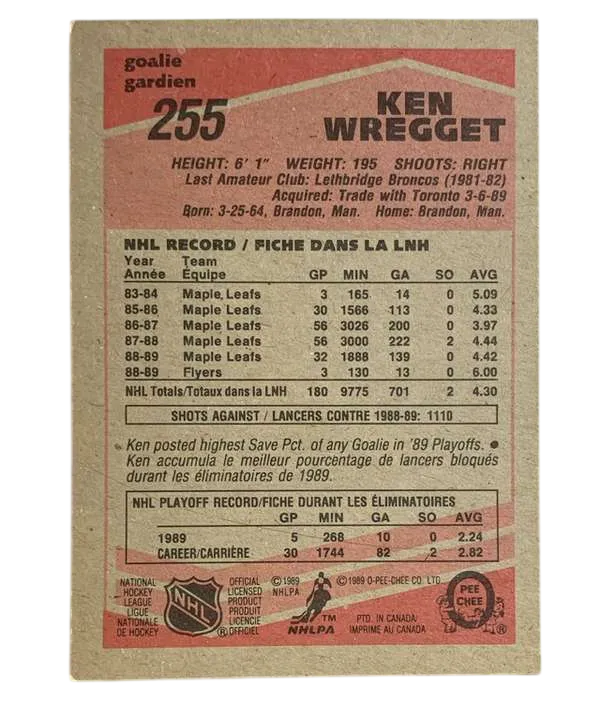 goalie
gardien
255
KEN
WREGGET
HEIGHT: 6' 1" WEIGHT: 195 SHOOTS: RIGHT
Last Amateur Club: Lethbridge Broncos (1981-82)
Acquired: Trade with Toronto 3-6-89
Born: 3-25-64, Brandon, Man. Home: Brandon, Man.
NHL RECORD / FICHE DANS LA LNH
Year Team
Année Équipe GP MIN GA SO AVG
83-84 Maple Leafs 3 165 14 0 5.09
85-86 Maple Leafs 30 1566 113 0 4.33
86-87 Maple Leafs 56 3026 200 0 3.97
87-88 Maple Leafs 56 3000 222 2 4.44
88-89 Maple Leafs 32 1888 139 0 4.42
88-89 Flyers 3 130 13 0 6.00
NHL Totals/Totaux dans la LNH 180 9775 701 2 4.30
SHOTS AGAINST / LANCERS CONTRE 1988-89: 1110
Ken posted highest Save Pct. of any Goalie in '89 Playoffs. •
Ken accumula le meilleur pourcentage de lancers bloqués
durant les éliminatoires de 1989.
NHL PLAYOFF RECORD/FICHE DURANT LES ÉLIMINATOIRES
GP MIN GA SO AVG
1989 5 268 10 0 2.24
CAREER/CARRIÈRE 30 1744 82 2 2.82
NATIONAL
HOCKEY
LEAGUE
LIGUE
NATIONALE
DE HOCKEY
NHL
OFFICIAL
LICENSED
PRODUCT
PRODUIT
LICENCIE
® OFFICIEL
© 1989
NHLPA
TM
NHLPA
© 1989 O-PEE-CHEE CO. LTD.
PTD. IN CANADA
IMPRIME AU CANADA
O
PEE
CHEE
®